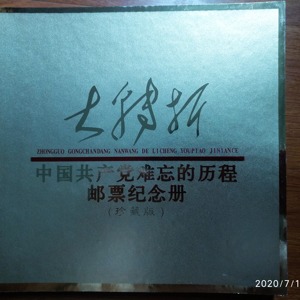 大转折
ZHONGGUO GONGCHANDANG NANWANG DE LICHENG YOUPIAO JINIANCE
中国共产党难忘的历程
邮票纪念册
(珍藏版)
2020/7/1